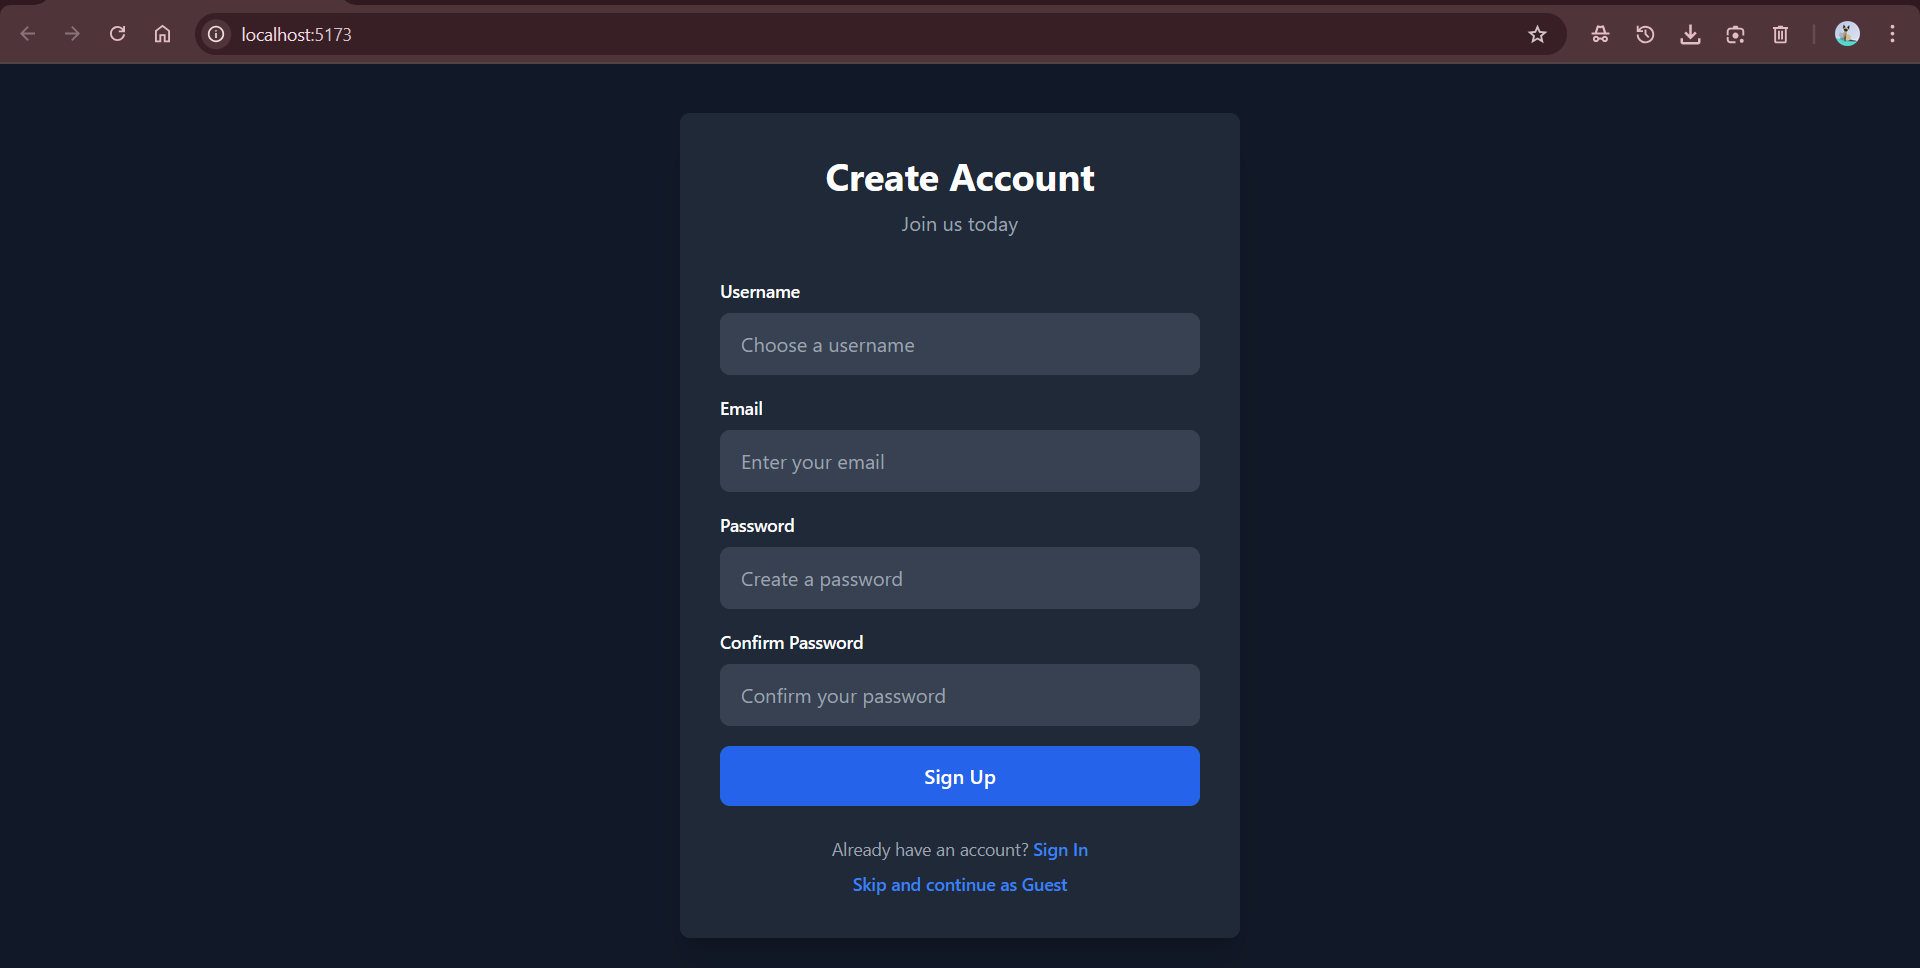 localhost:5173
Create Account
Join us today
Username
Choose a username
Email
Enter your email
Password
Create a password
Confirm Password
Confirm your password
Sign Up
Already have an account? Sign In
Skip and continue as Guest